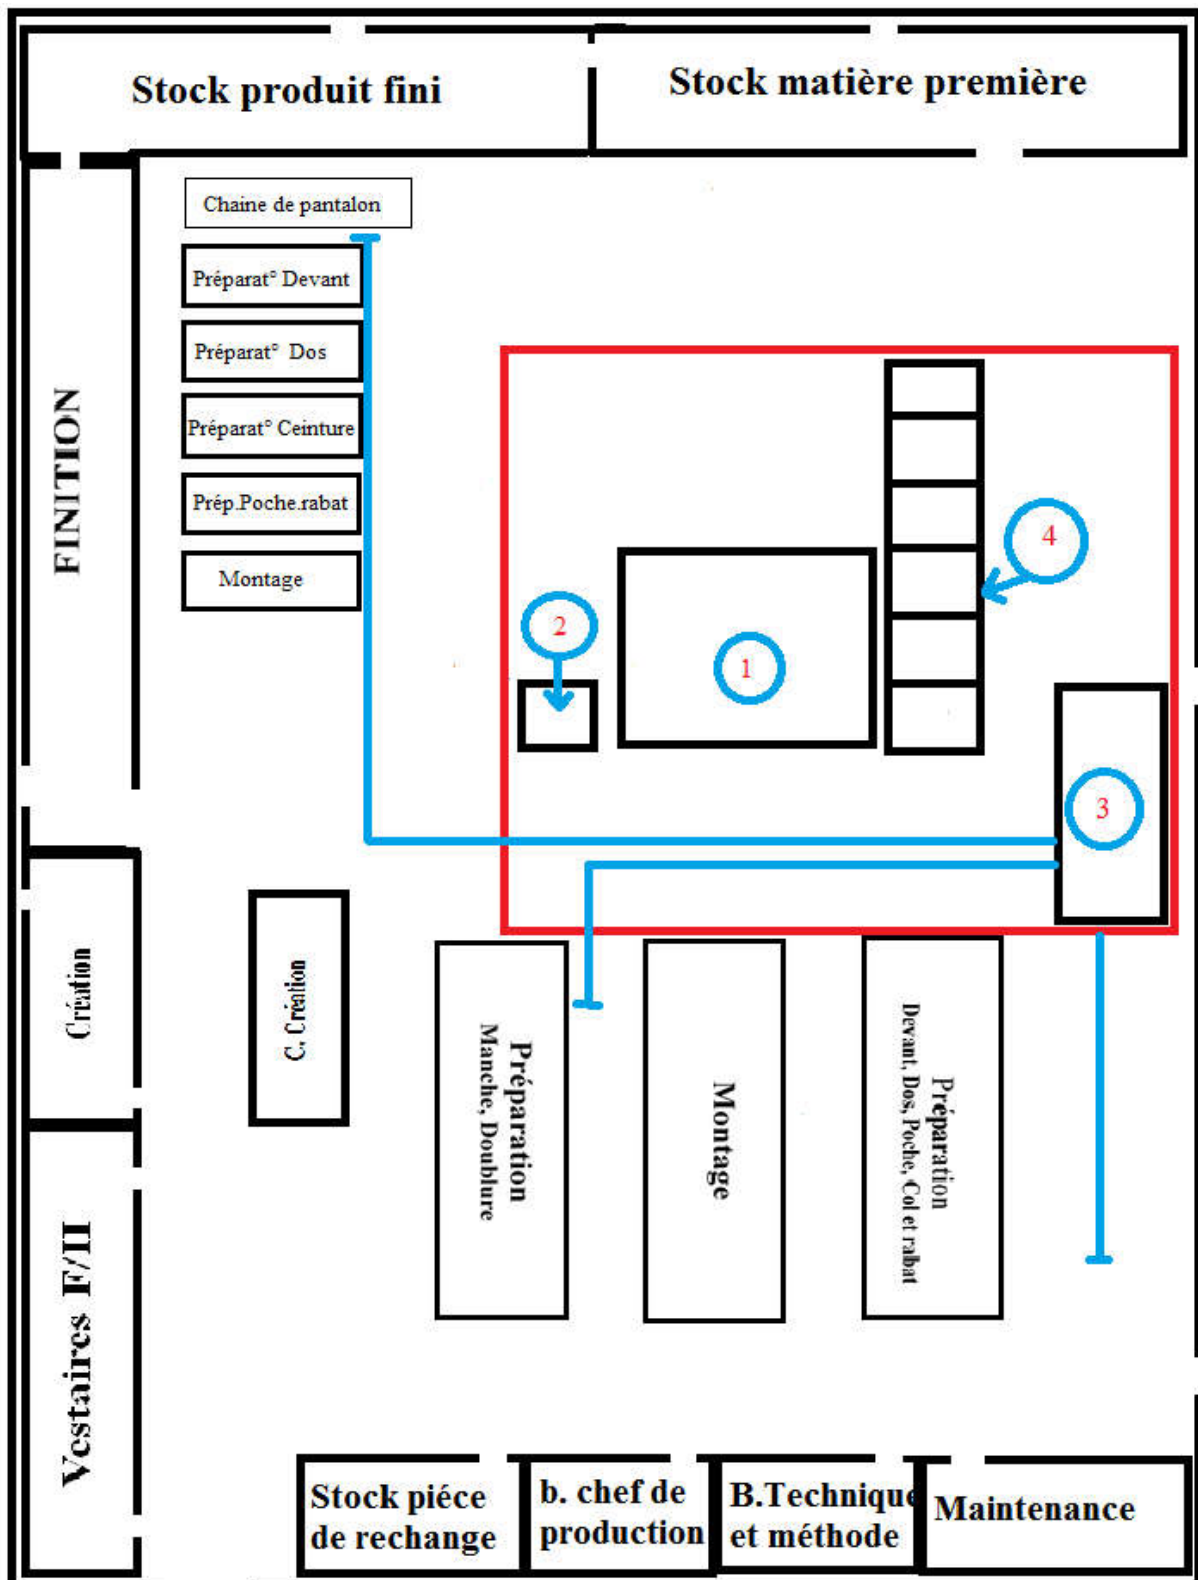 Stock produit fini
Stock matière première
Chaine de pantalon
Préparat° Devant
Préparat° Dos
Préparat° Ceinture
Prép.Poche.rabat
Montage
FINITION
4
2
1
3
Création
C. Création
Préparation
Manche, Doublure
Montage
Préparation
Devant, Dos, Poche, Col et rabat
Vestaires F/H
Stock piéce
de rechange
b. chef de
production
B.Technique
et méthode
Maintenance